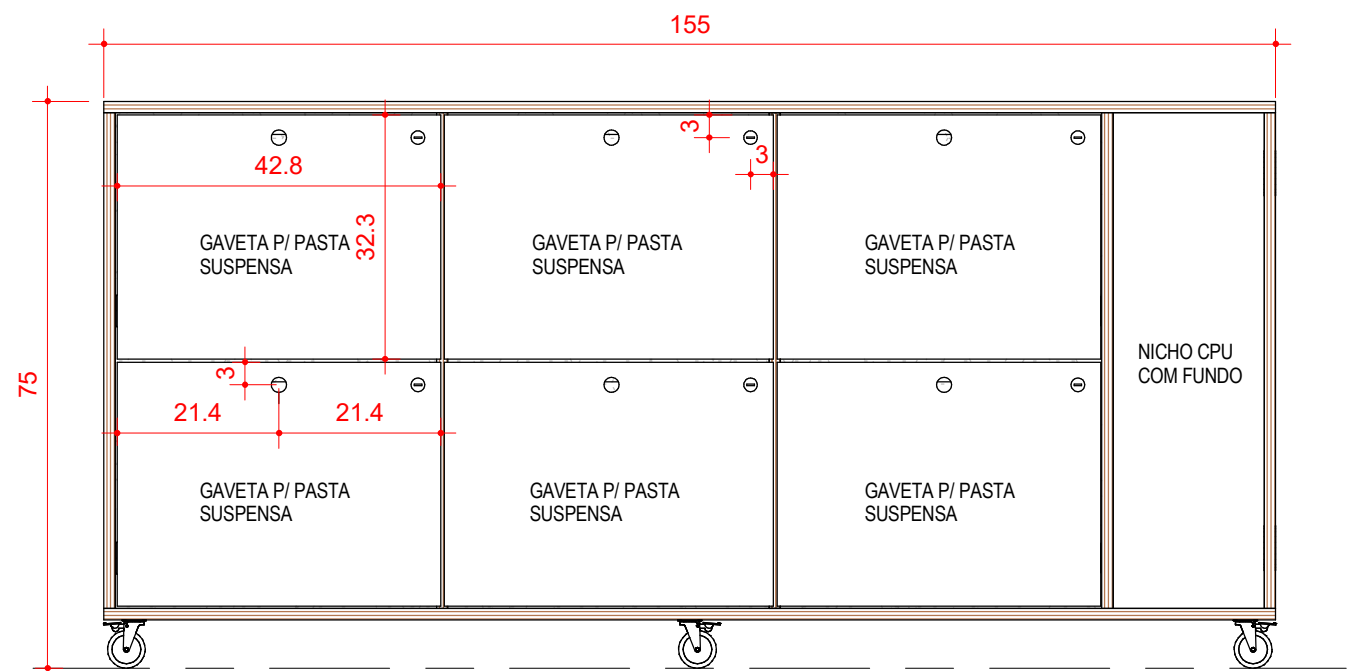 155
3
3
42.8
32.3
GAVETA P/ PASTA
SUSPENSA
GAVETA P/ PASTA
SUSPENSA
GAVETA P/ PASTA
SUSPENSA
75
NICHO CPU
COM FUNDO
3
21.4
21.4
GAVETA P/ PASTA
SUSPENSA
GAVETA P/ PASTA
SUSPENSA
GAVETA P/ PASTA
SUSPENSA